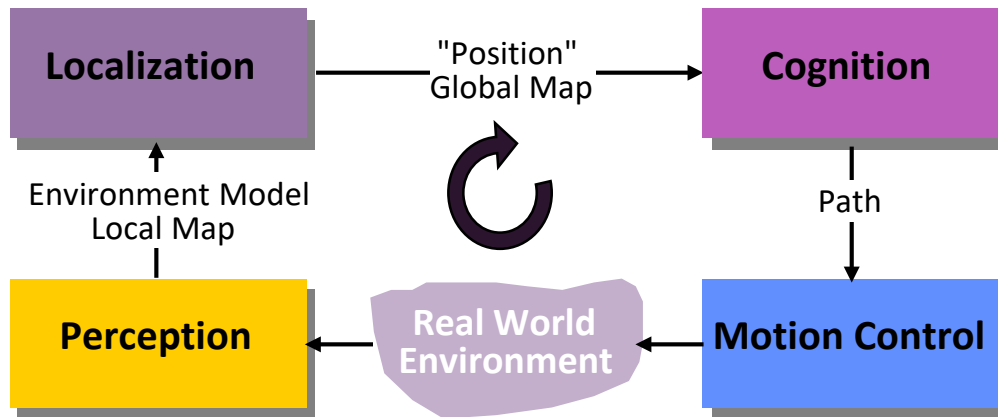 Localization
"Position"
Global Map
Cognition
Environment Model
Local Map
Path
Perception
Real World
Environment
Motion Control